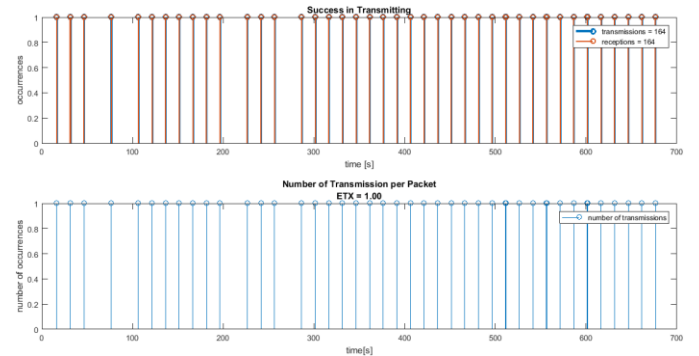 Success in Transmitting
1
0.8
0.6
0.4
0.2
0
occurrences
transmissions = 164
receptions = 164
0 100 200 300 400 500 600 700
time [s]
Number of Transmission per Packet
ETX = 1.00
1
0.8
0.6
0.4
0.2
0
number of occurrences
number of transmissions
0 100 200 300 400 500 600 700
time[s]